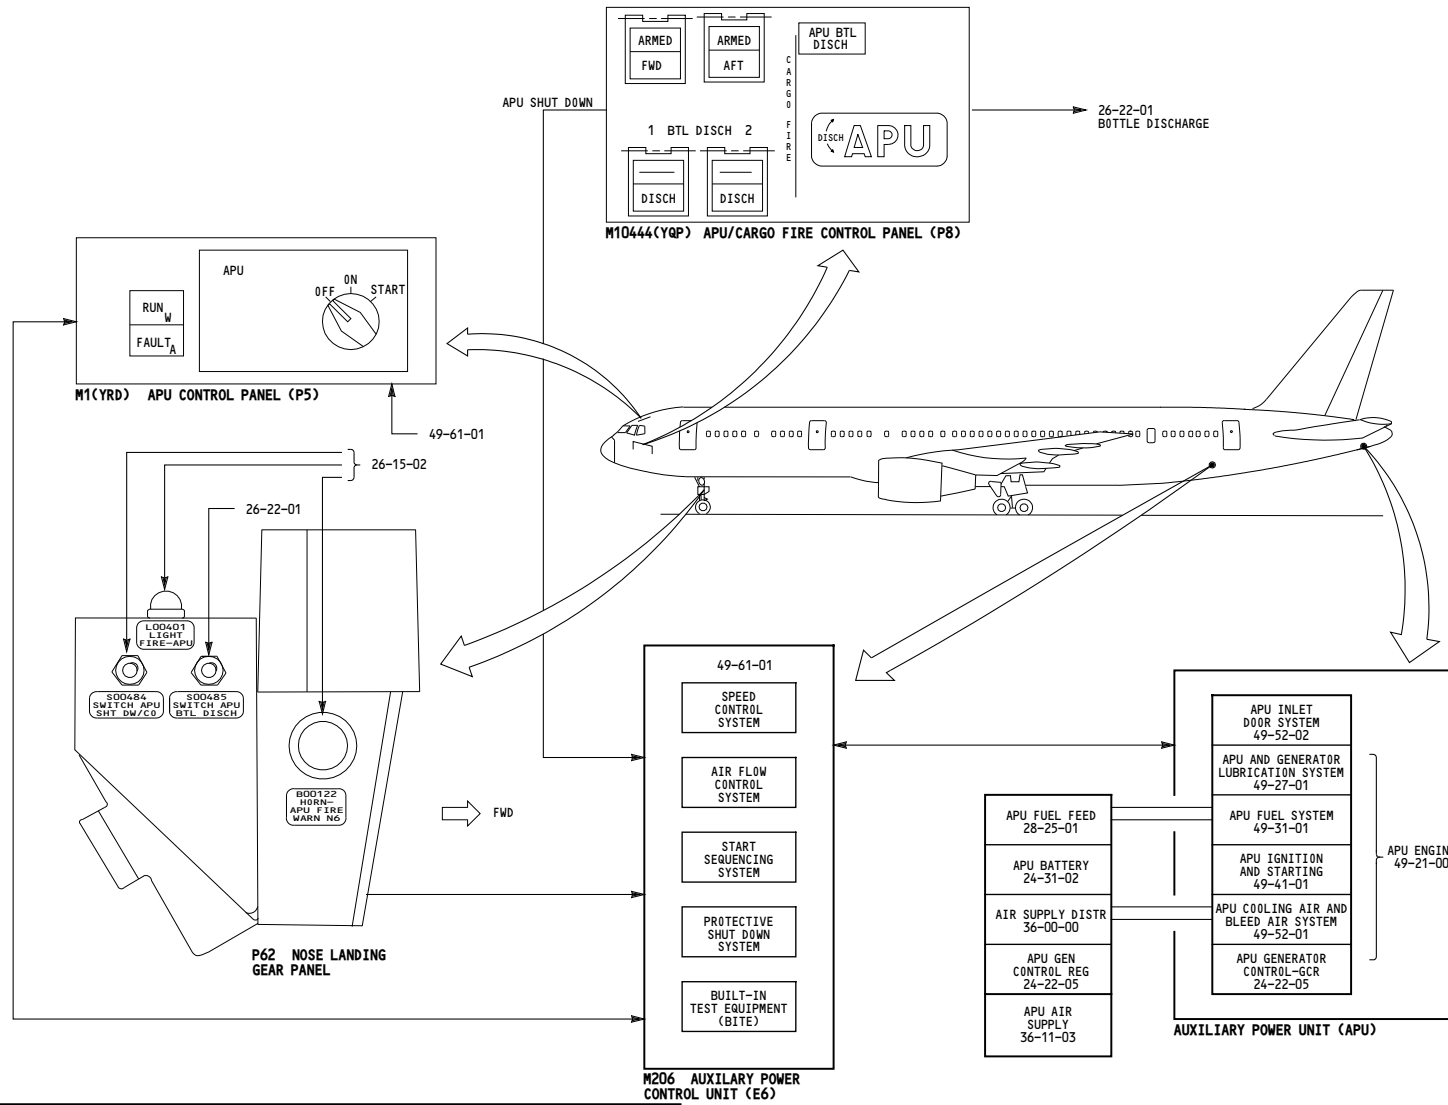 ARMED
FWD
ARMED
AFT
CARGO FIRE
APU BTL
DISCH
APU SHUT DOWN
1 BTL DISCH 2
DISCH
DISCH
DISCH
APU
26-22-01
BOTTLE DISCHARGE
M10444(YQP) APU/CARGO FIRE CONTROL PANEL (P8)
APU
OFF
ON
START
RUN W
FAULT A
M1(YRD) APU CONTROL PANEL (P5)
49-61-01
26-15-02
26-22-01
L00401
LIGHT
FIRE-APU
S00484
SWITCH APU
SHT DW/CO
S00485
SWITCH APU
BTL DISCH
B00122
HORN-
APU FIRE
WARN N6
FWD
P62 NOSE LANDING
GEAR PANEL
49-61-01
SPEED
CONTROL
SYSTEM
AIR FLOW
CONTROL
SYSTEM
START
SEQUENCING
SYSTEM
PROTECTIVE
SHUT DOWN
SYSTEM
BUILT-IN
TEST EQUIPMENT
(BITE)
M206 AUXILARY POWER
CONTROL UNIT (E6)
APU FUEL FEED
28-25-01
APU BATTERY
24-31-02
AIR SUPPLY DISTR
36-00-00
APU GEN
CONTROL REG
24-22-05
APU AIR
SUPPLY
36-11-03
APU INLET
DOOR SYSTEM
49-52-02
APU AND GENERATOR
LUBRICATION SYSTEM
49-27-01
APU FUEL SYSTEM
49-31-01
APU IGNITION
AND STARTING
49-41-01
APU COOLING AIR AND
BLEED AIR SYSTEM
49-52-01
APU GENERATOR
CONTROL-GCR
24-22-05
APU ENGIN
49-21-00
AUXILIARY POWER UNIT (APU)